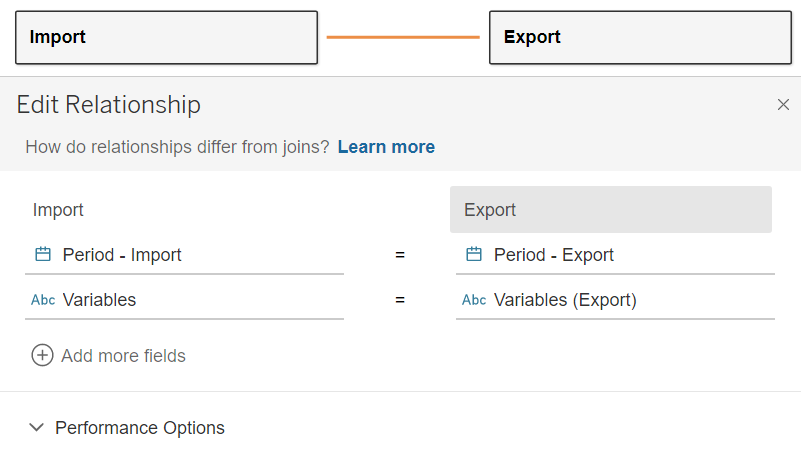 Import Export
Edit Relationship
How do relationships differ from joins? Learn more
Import Export
Period - Import = Period - Export
Abc Variables = Abc Variables (Export)
Add more fields
Performance Options